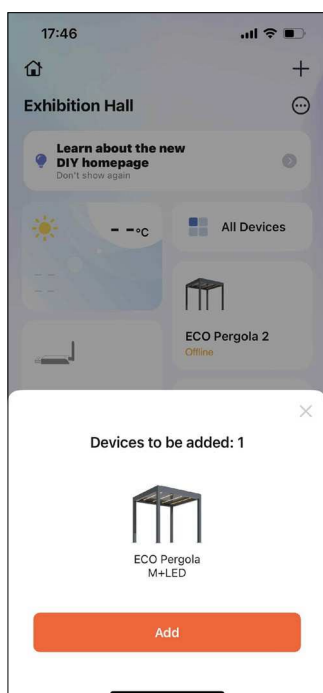 17:46
Exhibition Hall
Learn about the new
DIY homepage
Don't show again
– –°C
All Devices
– –
– –
ECO Pergola 2
Offline
Devices to be added: 1
ECO Pergola
M+LED
Add